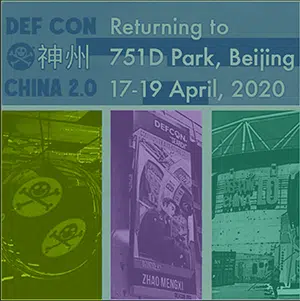 DEF CON
神州
CHINA 2.0
Returning to
751D Park, Beijing
17-19 April, 2020
DEFCON
ZHAO MENGXI